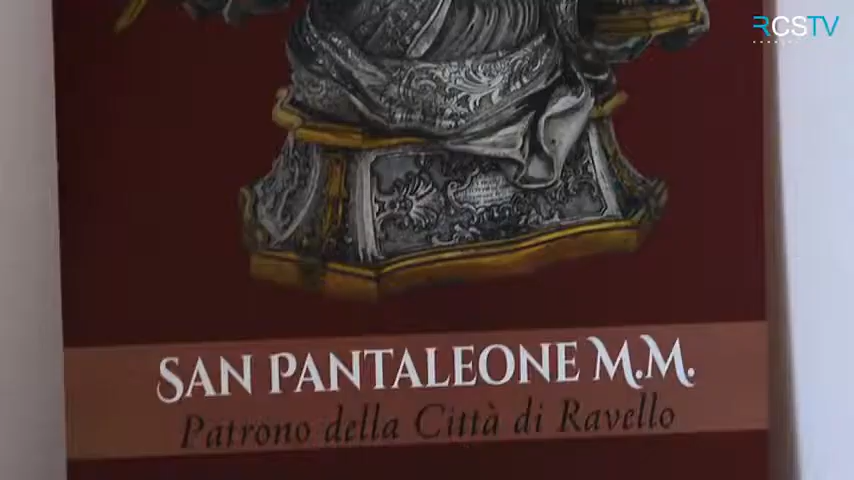 RCSTV
SAN PANTALEONE M.M.
Patrono della Città di Ravello